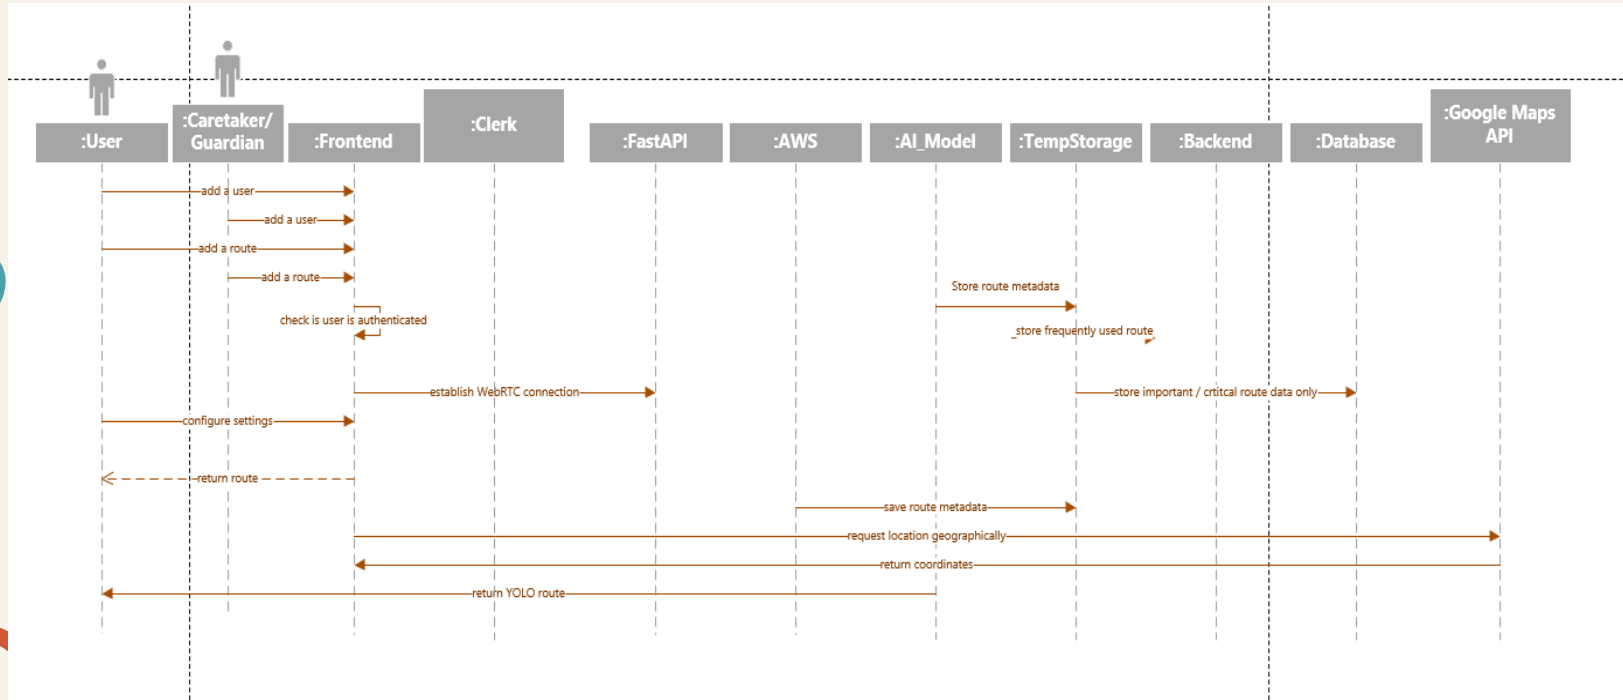 :User
:Caretaker/
Guardian
:Frontend
:Clerk
:FastAPI
:AWS
:AI_Model
:TempStorage
:Backend
:Database
:Google Maps
API
add a user
add a user
add a route
add a route
Store route metadata
check is user is authenticated
_store frequently used route
establish WebRTC connection
store important / crtitcal route data only
configure settings
return route
save route metadata
request location geographically
return coordinates
return YOLO route